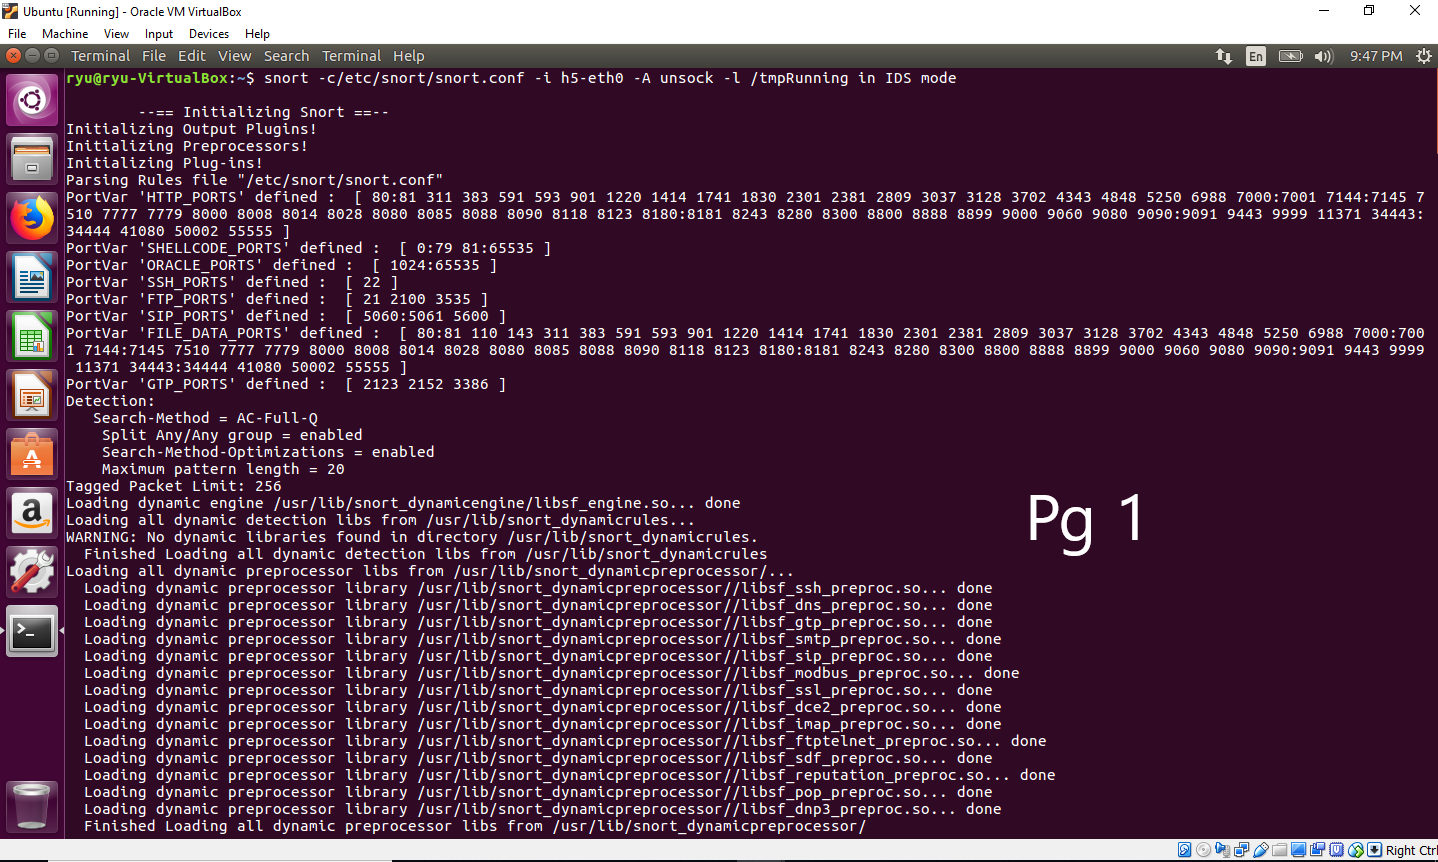 Ubuntu [Running] - Oracle VM VirtualBox
File Machine View Input Devices Help
Terminal File Edit View Search Terminal Help En 9:47 PM
ryu@ryu-VirtualBox:~$ snort -c/etc/snort/snort.conf -i h5-eth0 -A unsock -l /tmpRunning in IDS mode
--== Initializing Snort ==--
Initializing Output Plugins!
Initializing Preprocessors!
Initializing Plug-ins!
Parsing Rules file "/etc/snort/snort.conf"
PortVar 'HTTP_PORTS' defined :  [ 80:81 311 383 591 593 901 1220 1414 1741 1830 2301 2381 2809 3037 3128 3702 4343 4848 5250 6988 7000:7001 7144:7145 7
510 7777 7779 8000 8008 8014 8028 8080 8085 8088 8090 8118 8123 8180:8181 8243 8280 8300 8800 8888 8899 9000 9060 9080 9090:9091 9443 9999 11371 34443:
34444 41080 50002 55555 ]
PortVar 'SHELLCODE_PORTS' defined :  [ 0:79 81:65535 ]
PortVar 'ORACLE_PORTS' defined :  [ 1024:65535 ]
PortVar 'SSH_PORTS' defined :  [ 22 ]
PortVar 'FTP_PORTS' defined :  [ 21 2100 3535 ]
PortVar 'SIP_PORTS' defined :  [ 5060:5061 5600 ]
PortVar 'FILE_DATA_PORTS' defined :  [ 80:81 110 143 311 383 591 593 901 1220 1414 1741 1830 2301 2381 2809 3037 3128 3702 4343 4848 5250 6988 7000:700
1 7144:7145 7510 7777 7779 8000 8008 8014 8028 8080 8085 8088 8090 8118 8123 8180:8181 8243 8280 8300 8800 8888 8899 9000 9060 9080 9090:9091 9443 9999
11371 34443:34444 41080 50002 55555 ]
PortVar 'GTP_PORTS' defined :  [ 2123 2152 3386 ]
Detection:
Search-Method = AC-Full-Q
Split Any/Any group = enabled
Search-Method-Optimizations = enabled
Maximum pattern length = 20
Tagged Packet Limit: 256
Loading dynamic engine /usr/lib/snort_dynamicengine/libsf_engine.so... done
Loading all dynamic detection libs from /usr/lib/snort_dynamicrules...
WARNING: No dynamic libraries found in directory /usr/lib/snort_dynamicrules.
Finished Loading all dynamic detection libs from /usr/lib/snort_dynamicrules
Loading all dynamic preprocessor libs from /usr/lib/snort_dynamicpreprocessor/...
Loading dynamic preprocessor library /usr/lib/snort_dynamicpreprocessor//libsf_ssh_preproc.so... done
Loading dynamic preprocessor library /usr/lib/snort_dynamicpreprocessor//libsf_dns_preproc.so... done
Loading dynamic preprocessor library /usr/lib/snort_dynamicpreprocessor//libsf_gtp_preproc.so... done
Loading dynamic preprocessor library /usr/lib/snort_dynamicpreprocessor//libsf_smtp_preproc.so... done
Loading dynamic preprocessor library /usr/lib/snort_dynamicpreprocessor//libsf_sip_preproc.so... done
Loading dynamic preprocessor library /usr/lib/snort_dynamicpreprocessor//libsf_modbus_preproc.so... done
Loading dynamic preprocessor library /usr/lib/snort_dynamicpreprocessor//libsf_ssl_preproc.so... done
Loading dynamic preprocessor library /usr/lib/snort_dynamicpreprocessor//libsf_dce2_preproc.so... done
Loading dynamic preprocessor library /usr/lib/snort_dynamicpreprocessor//libsf_imap_preproc.so... done
Loading dynamic preprocessor library /usr/lib/snort_dynamicpreprocessor//libsf_ftptelnet_preproc.so... done
Loading dynamic preprocessor library /usr/lib/snort_dynamicpreprocessor//libsf_sdf_preproc.so... done
Loading dynamic preprocessor library /usr/lib/snort_dynamicpreprocessor//libsf_reputation_preproc.so... done
Loading dynamic preprocessor library /usr/lib/snort_dynamicpreprocessor//libsf_pop_preproc.so... done
Loading dynamic preprocessor library /usr/lib/snort_dynamicpreprocessor//libsf_dnp3_preproc.so... done
Finished Loading all dynamic preprocessor libs from /usr/lib/snort_dynamicpreprocessor/
Pg 1
Right Ctrl